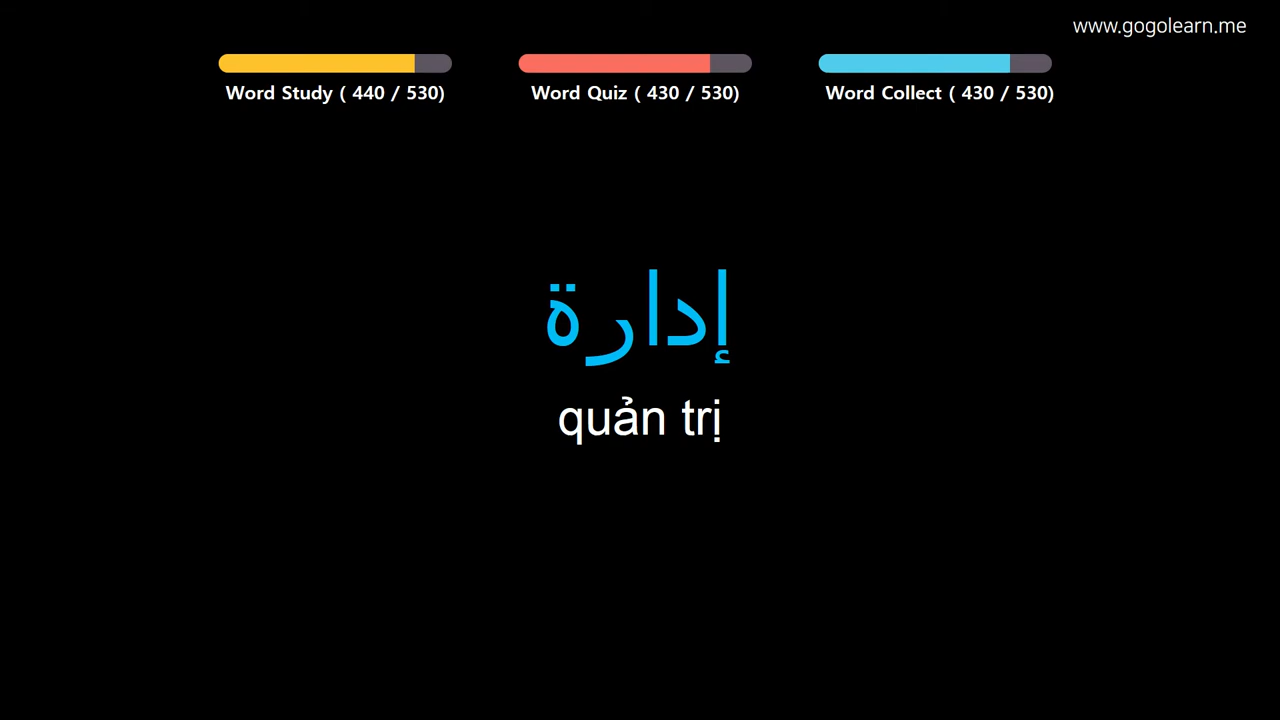 www.gogolearn.me
Word Study ( 440 / 530)
Word Quiz ( 430 / 530)
Word Collect ( 430 / 530)
إدارة
quản trị